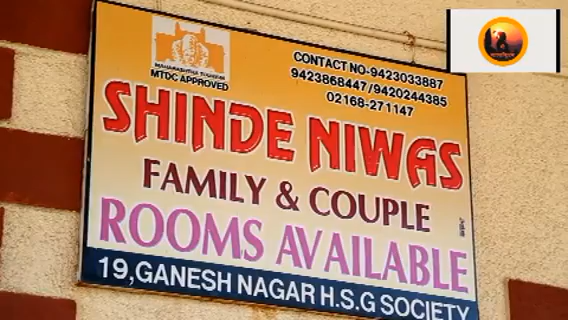 MAHARASHTRA TOURISM
MTDC APPROVED
CONTACT NO-9423033887
9423868447/9420244385
02168-271147
SHINDE NIWAS
FAMILY & COUPLE
ROOMS AVAILABLE
19,GANESH NAGAR H.S.G SOCIETY